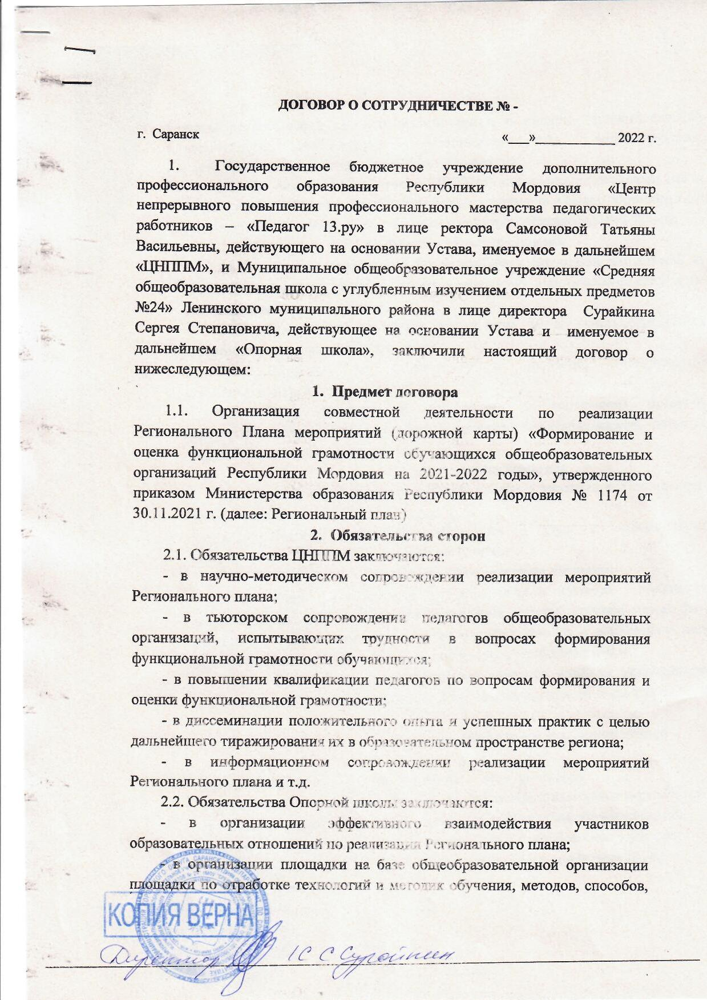 ДОГОВОР О СОТРУДНИЧЕСТВЕ № -
г. Саранск «___»____________ 2022 г.
1. Государственное бюджетное учреждение дополнительного
профессионального образования Республики Мордовия «Центр
непрерывного повышения профессионального мастерства педагогических
работников – «Педагог 13.ру» в лице ректора Самсоновой Татьяны
Васильевны, действующего на основании Устава, именуемое в дальнейшем
«ЦНППМ», и Муниципальное общеобразовательное учреждение «Средняя
общеобразовательная школа с углубленным изучением отдельных предметов
№24» Ленинского муниципального района в лице директора Сурайкина
Сергея Степановича, действующее на основании Устава и именуемое в
дальнейшем «Опорная школа», заключили настоящий договор о
нижеследующем:
1. Предмет договора
1.1. Организация совместной деятельности по реализации
Регионального Плана мероприятий (дорожной карты) «Формирование и
оценка функциональной грамотности обучающихся общеобразовательных
организаций Республики Мордовия на 2021-2022 годы», утвержденного
приказом Министерства образования Республики Мордовия № 1174 от
30.11.2021 г. (далее: Региональный план)
2. Обязательства сторон
2.1. Обязательства ЦНППМ заключаются:
- в научно-методическом сопровождении реализации мероприятий
Регионального плана;
- в тьюторском сопровождении педагогов общеобразовательных
организаций, испытывающих трудности в вопросах формирования
функциональной грамотности обучающихся;
- в повышении квалификации педагогов по вопросам формирования и
оценки функциональной грамотности;
- в диссеминации положительного опыта и успешных практик с целью
дальнейшего тиражирования их в образовательном пространстве региона;
- в информационном сопровождении реализации мероприятий
Регионального плана и т.д.
2.2. Обязательства Опорной школы заключаются:
- в организации эффективного взаимодействия участников
образовательных отношений по реализации Регионального плана;
- в организации площадки на базе общеобразовательной организации
площадки по отработке технологий и методик обучения, методов, способов,
КОПИЯ ВЕРНА
Директор С С Сурайкин